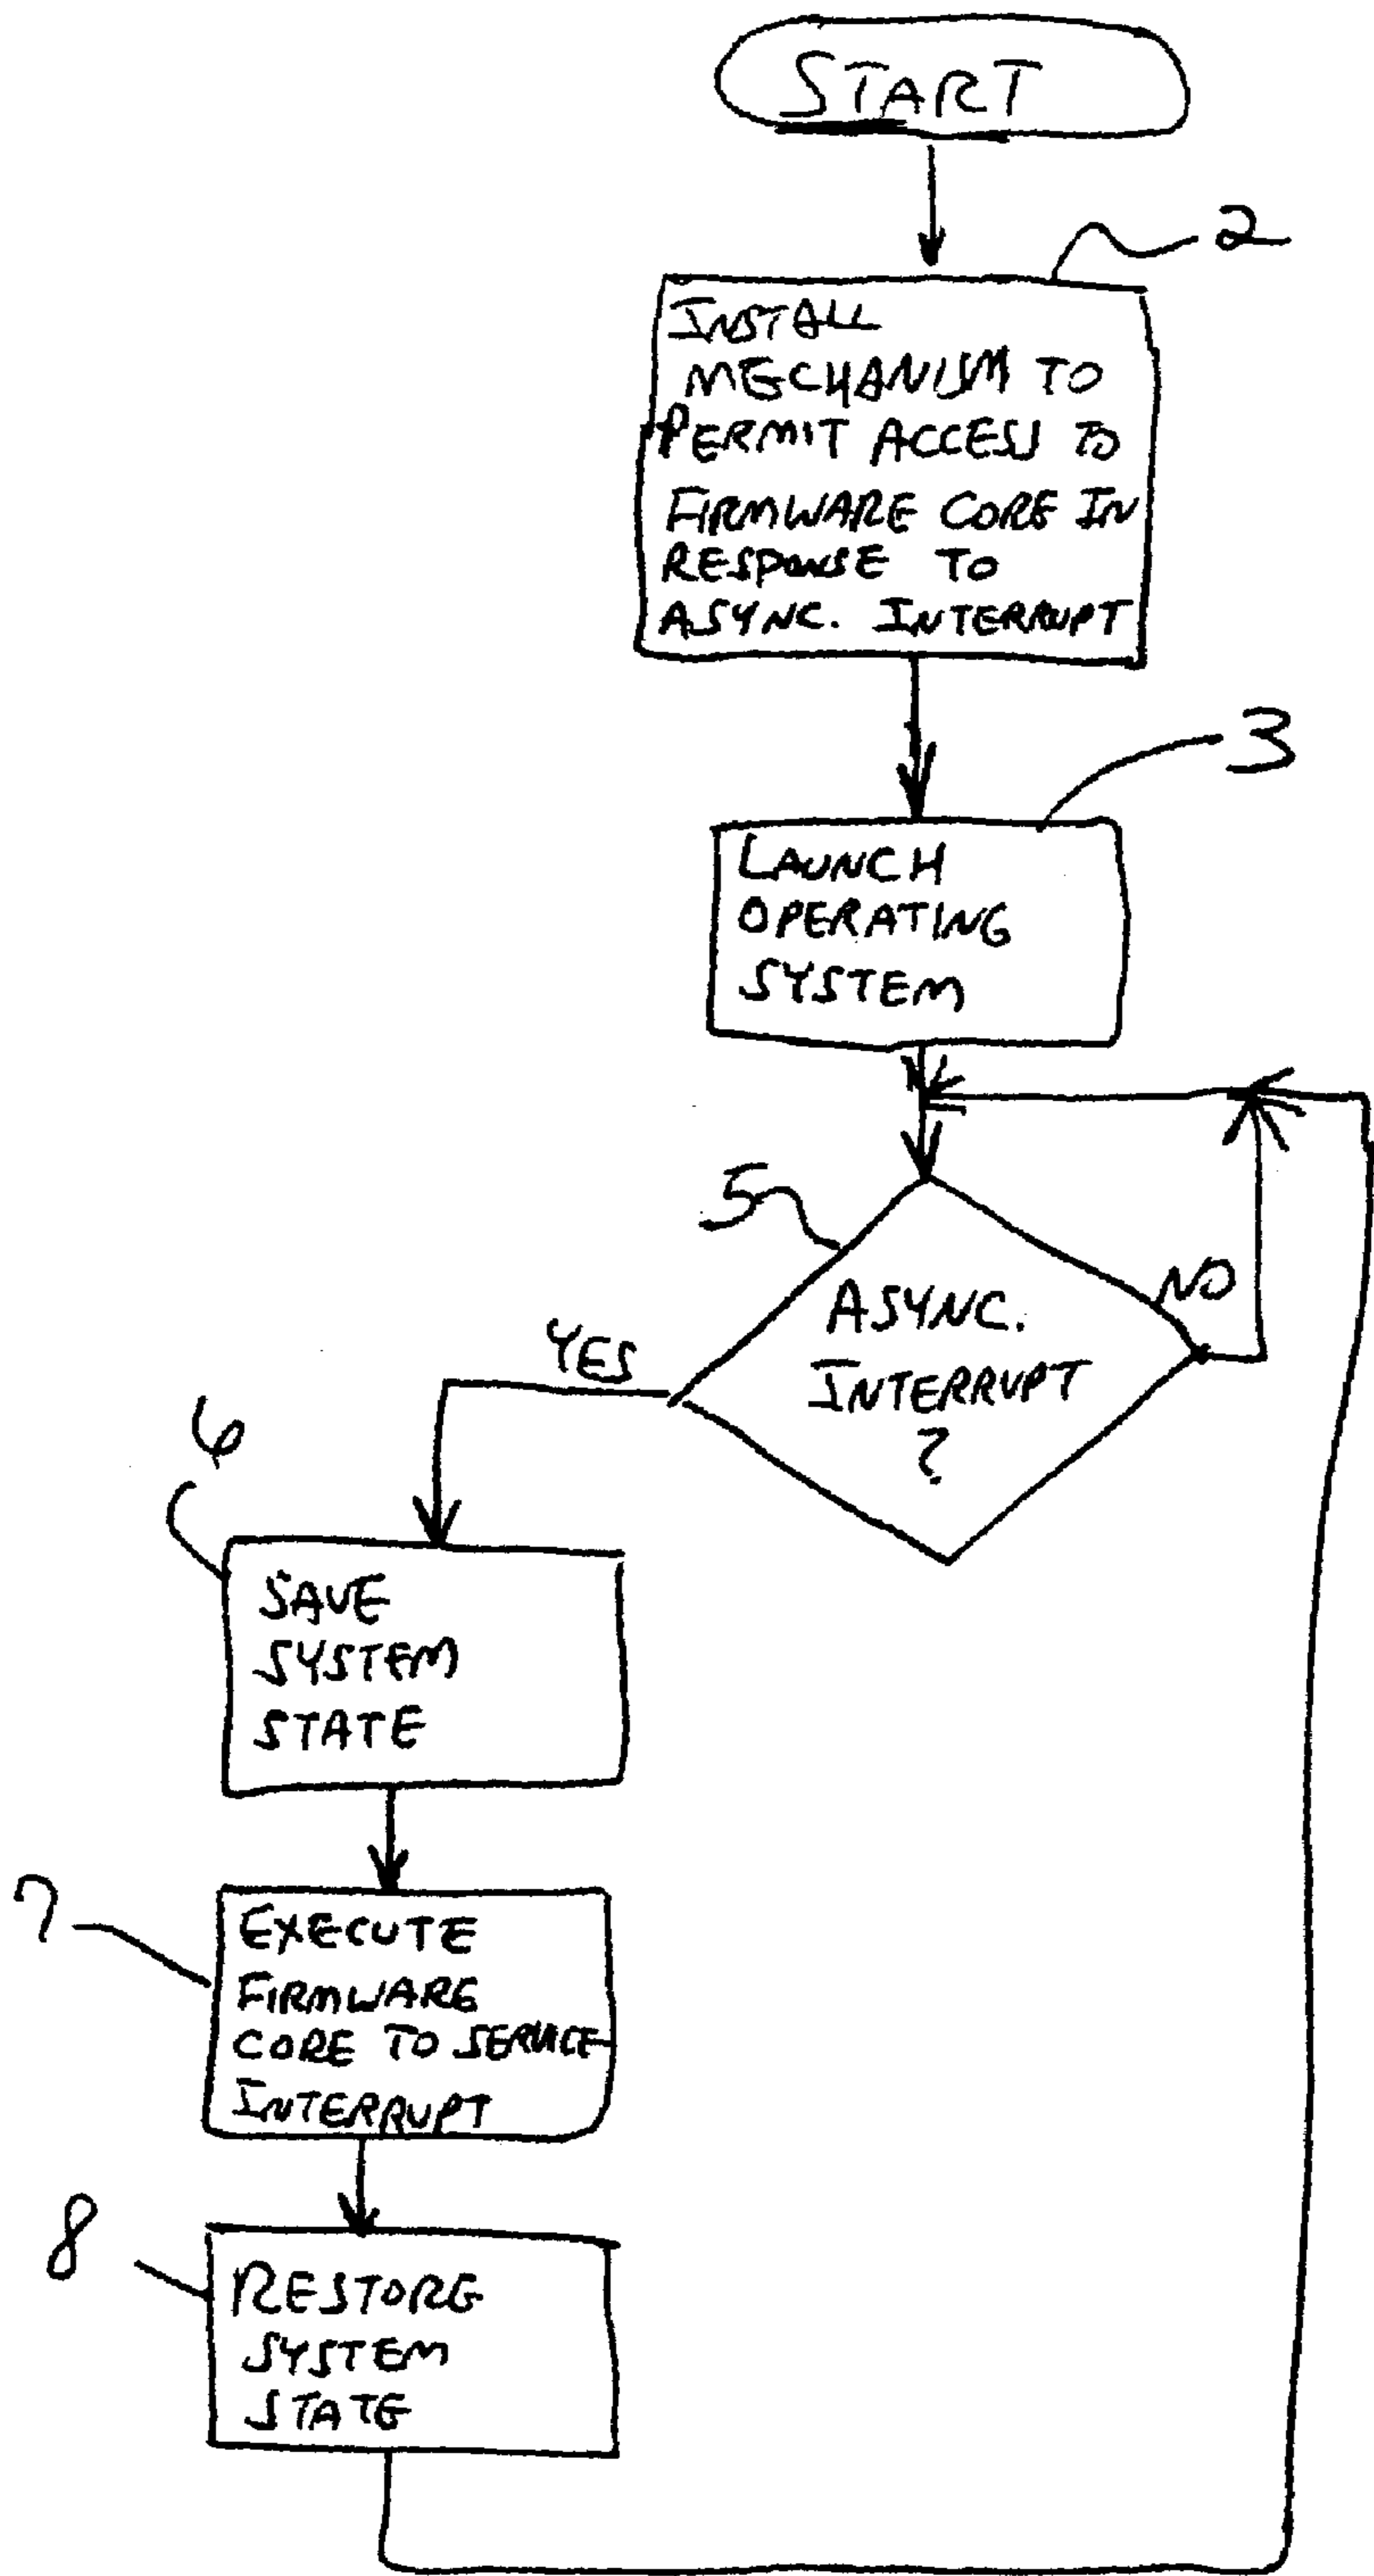 START
2
INSTALL
MECHANISM TO
PERMIT ACCESS TO
FIRMWARE CORE IN
RESPONSE TO
ASYNC. INTERRUPT
3
LAUNCH
OPERATING
SYSTEM
5
ASYNC.
INTERRUPT
?
NO
YES
6
SAVE
SYSTEM
STATE
7
EXECUTE
FIRMWARE
CORE TO SERVICE
INTERRUPT
8
RESTORE
SYSTEM
STATE